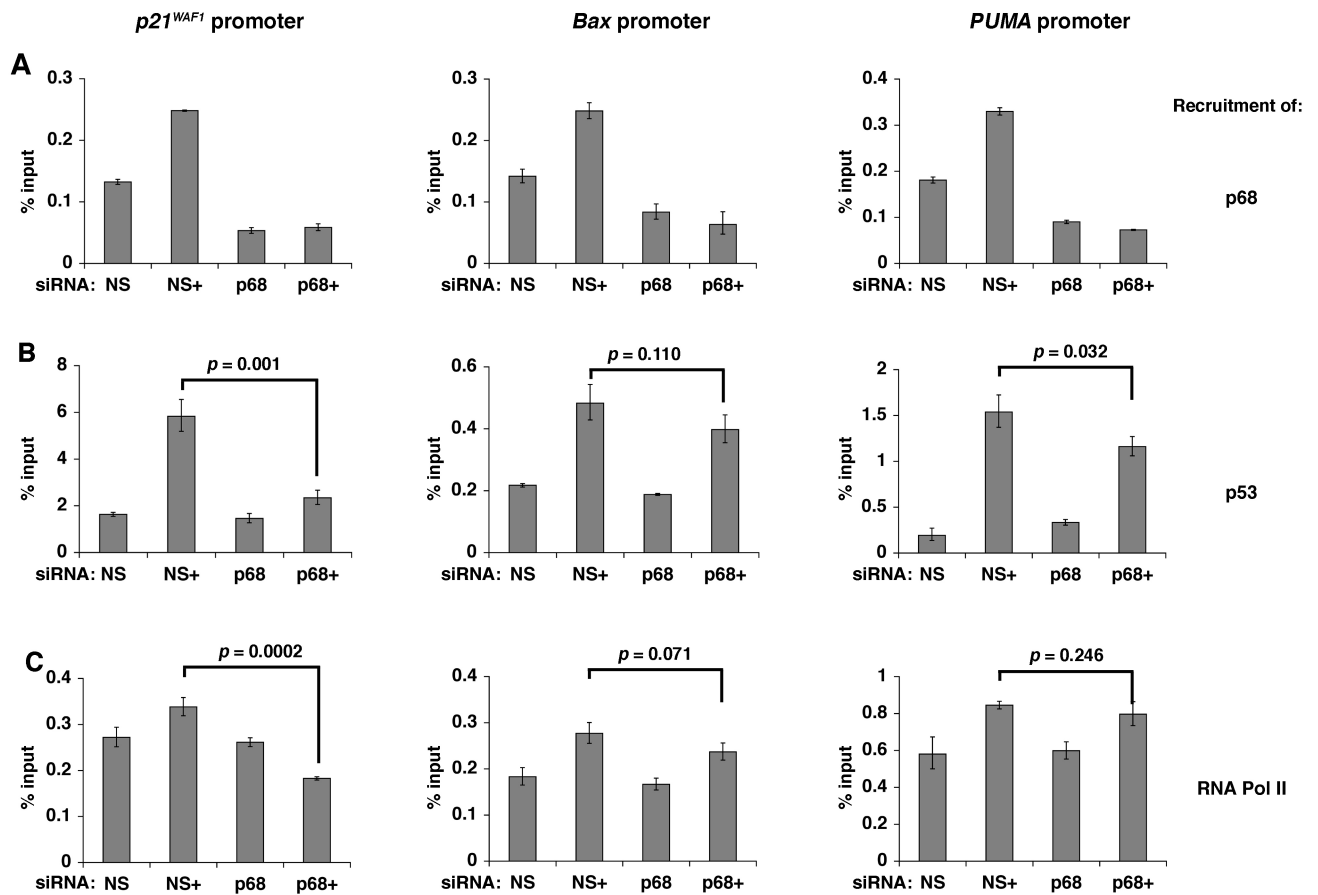 p21WAF1 promoter Bax promoter PUMA promoter
A
Recruitment of:
0.3 0.3 0.4
0.3
0.2 0.2
0.2
0.1 0.1
0.1
0 0 0
% input % input % input
p68
siRNA: NS NS+ p68 p68+ siRNA: NS NS+ p68 p68+ siRNA: NS NS+ p68 p68+
B
p = 0.001 p = 0.110 p = 0.032
8 0.6 2
6 1.5
0.4
4 1
0.2
2 0.5
0 0 0
% input % input % input
p53
siRNA: NS NS+ p68 p68+ siRNA: NS NS+ p68 p68+ siRNA: NS NS+ p68 p68+
C
p = 0.0002 p = 0.071 p = 0.246
0.4 0.4 1
0.8
0.3 0.3
0.6
0.2 0.2
0.4
0.1 0.1
0.2
0 0 0
% input % input % input
RNA Pol II
siRNA: NS NS+ p68 p68+ siRNA: NS NS+ p68 p68+ siRNA: NS NS+ p68 p68+